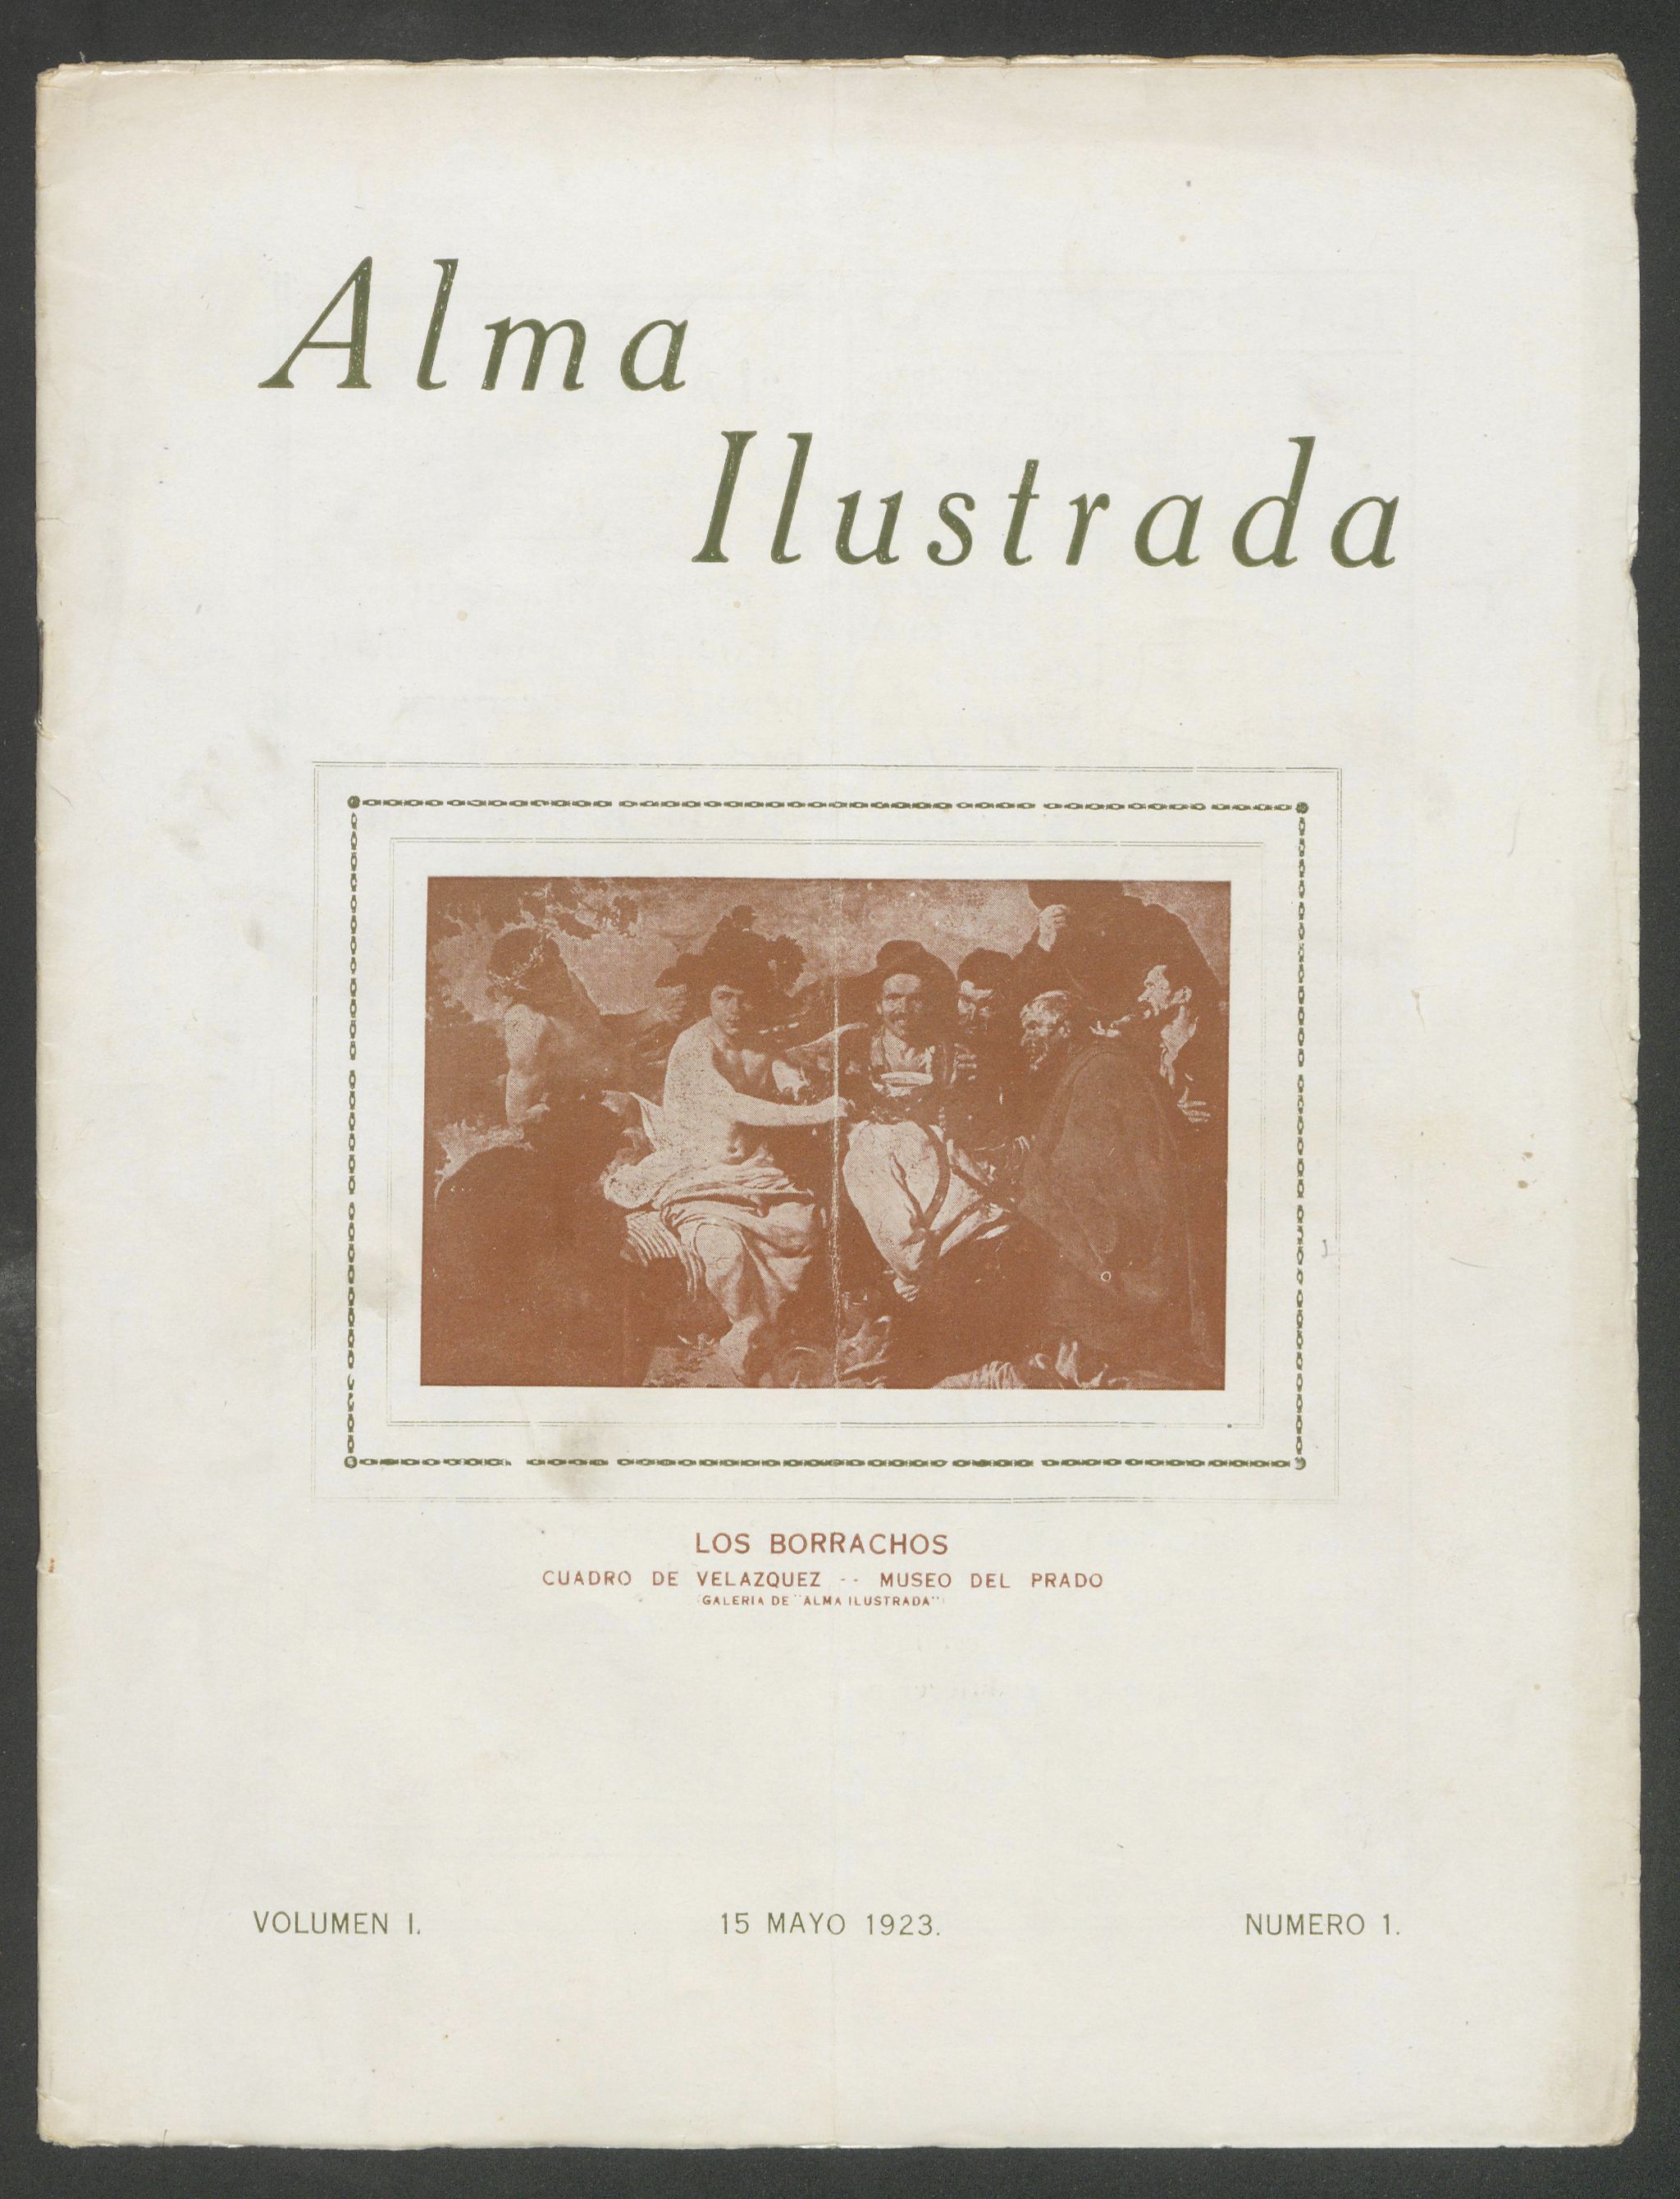 Alma
Ilustrada
LOS BORRACHOS
CUADRO DE VELAZQUEZ -- MUSEO DEL PRADO
(GALERIA DE "ALMA ILUSTRADA")
VOLUMEN I.
15 MAYO 1923.
NUMERO 1.